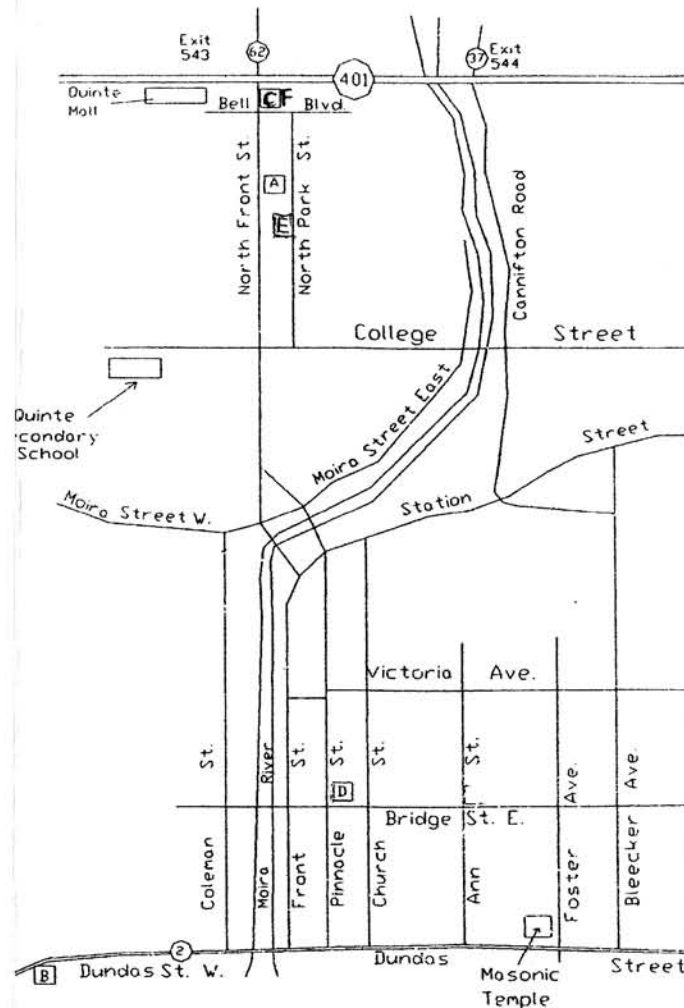 Exit
543
62
37
Exit
544
401
Quinte
Mall
Bell
CF
Blvd.
North Front St.
A
E
North Park St.
Cannifton Road
College Street
Quinte
condary
School
Moira Street East
Moira Street W.
Station Street
Victoria Ave.
Coleman St.
Moira River
Front St.
Pinnacle St.
D
Church St.
Ann St.
Foster Ave.
Bleecker Ave.
Bridge St. E.
2
B
Dundas St. W.
Dundas Street
Masonic
Temple